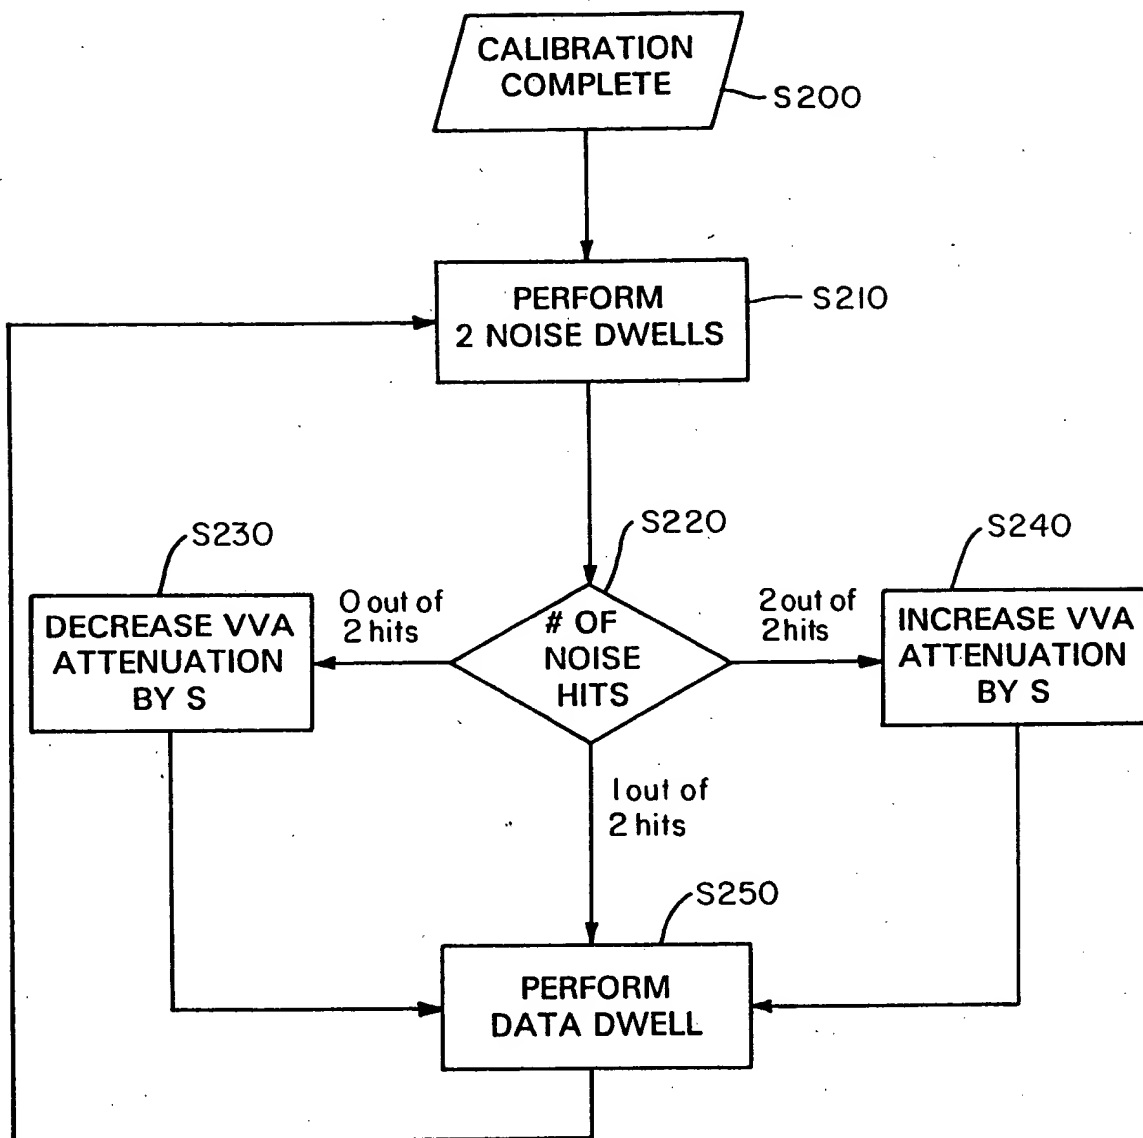 CALIBRATION
COMPLETE
S200
PERFORM
2 NOISE DWELLS
S210
S230
S220
S240
DECREASE VVA
ATTENUATION
BY S
0 out of
2 hits
# OF
NOISE
HITS
2 out of
2 hits
INCREASE VVA
ATTENUATION
BY S
1 out of
2 hits
S250
PERFORM
DATA DWELL